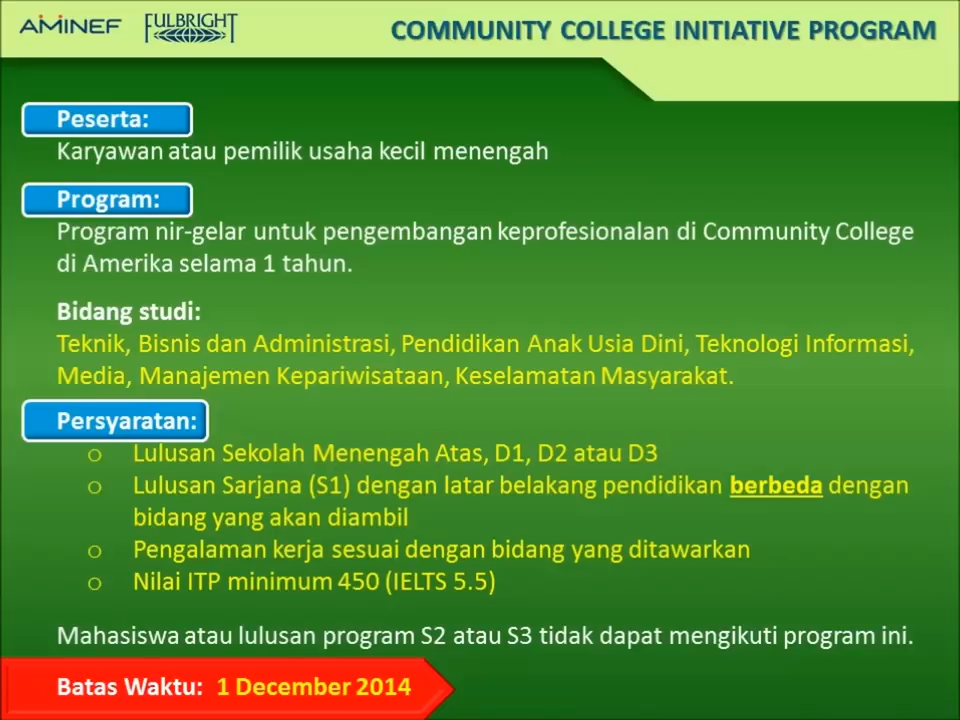 AMINEF
FULBRIGHT
COMMUNITY COLLEGE INITIATIVE PROGRAM
Peserta:
Karyawan atau pemilik usaha kecil menengah
Program:
Program nir-gelar untuk pengembangan keprofesionalan di Community College
di Amerika selama 1 tahun.
Bidang studi:
Teknik, Bisnis dan Administrasi, Pendidikan Anak Usia Dini, Teknologi Informasi,
Media, Manajemen Kepariwisataan, Keselamatan Masyarakat.
Persyaratan:
o Lulusan Sekolah Menengah Atas, D1, D2 atau D3
o Lulusan Sarjana (S1) dengan latar belakang pendidikan berbeda dengan
bidang yang akan diambil
o Pengalaman kerja sesuai dengan bidang yang ditawarkan
o Nilai ITP minimum 450 (IELTS 5.5)
Mahasiswa atau lulusan program S2 atau S3 tidak dapat mengikuti program ini.
Batas Waktu: 1 December 2014